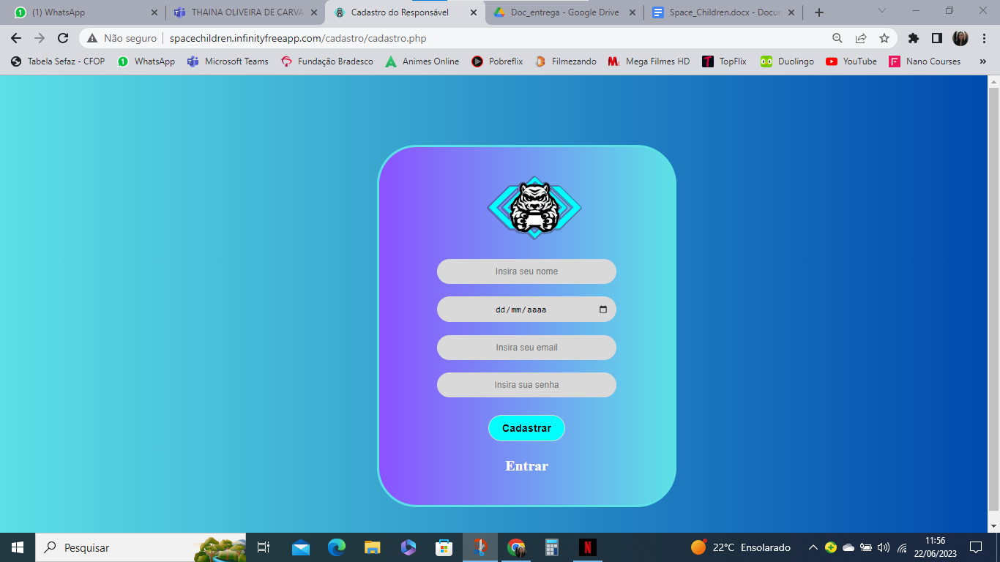 (1) WhatsApp
THAINA OLIVEIRA DE CARVA
Cadastro do Responsável
Doc_entrega - Google Drive
Space_Children.docx - Docum
Não seguro
spacechildren.infinityfreeapp.com/cadastro/cadastro.php
Tabela Sefaz - CFOP
WhatsApp
Microsoft Teams
Fundação Bradesco
Animes Online
Pobreflix
Filmezando
Mega Filmes HD
TopFlix
Duolingo
YouTube
Nano Courses
»
Insira seu nome
dd/mm/aaaa
Insira seu email
Insira sua senha
Cadastrar
Entrar
Pesquisar
22°C Ensolarado
11:56
22/06/2023